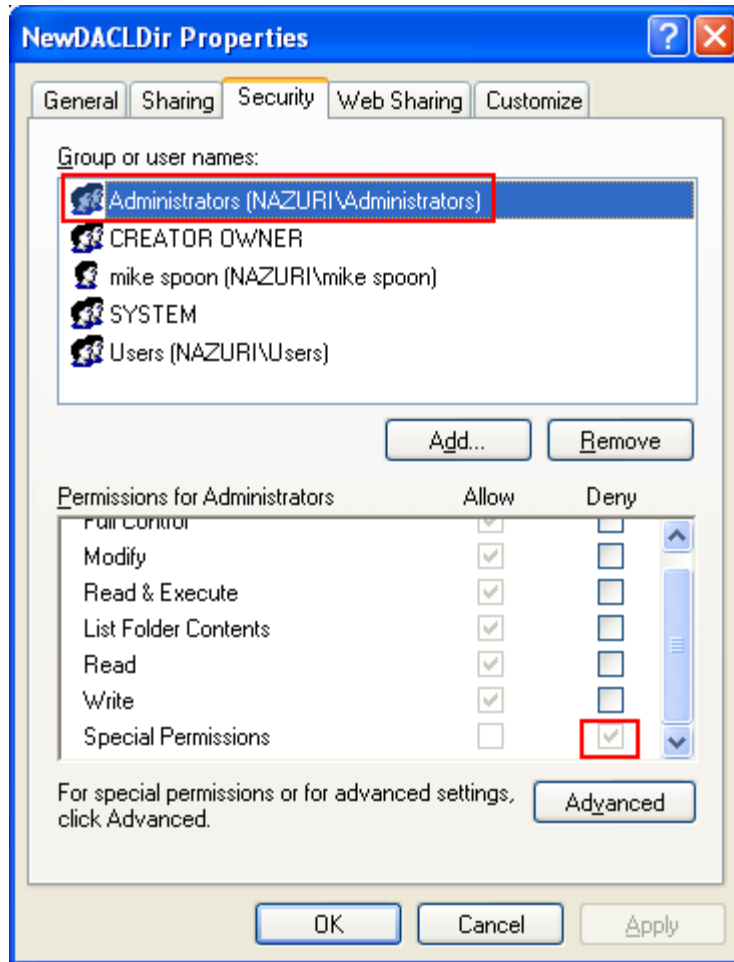 NewDACLDir Properties
General Sharing Security Web Sharing Customize
Group or user names:
Administrators (NAZURI\Administrators)
CREATOR OWNER
mike spoon (NAZURI\mike spoon)
SYSTEM
Users (NAZURI\Users)
Add... Remove
Permissions for Administrators Allow Deny
Full Control
Modify
Read & Execute
List Folder Contents
Read
Write
Special Permissions
For special permissions or for advanced settings,
click Advanced.
Advanced
OK Cancel Apply